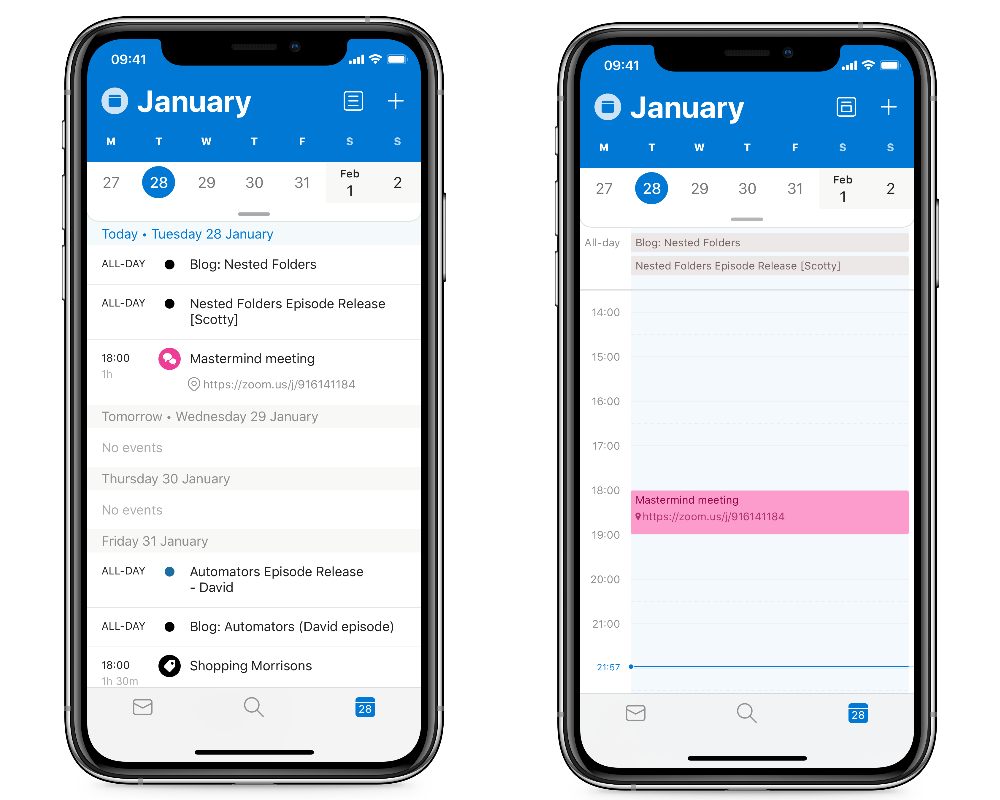 09:41
January
M T W T F S S
27 28 29 30 31 Feb 1 2
Today • Tuesday 28 January
ALL-DAY Blog: Nested Folders
ALL-DAY Nested Folders Episode Release
[Scotty]
18:00 Mastermind meeting
1h
https://zoom.us/j/916141184
Tomorrow • Wednesday 29 January
No events
Thursday 30 January
No events
Friday 31 January
ALL-DAY Automators Episode Release
- David
ALL-DAY Blog: Automators (David episode)
18:00 Shopping Morrisons
1h 30m
28
09:41
January
M T W T F S S
27 28 29 30 31 Feb 1 2
All-day Blog: Nested Folders
Nested Folders Episode Release [Scotty]
14:00
15:00
16:00
17:00
18:00
Mastermind meeting
https://zoom.us/j/916141184
19:00
20:00
21:00
21:57
28